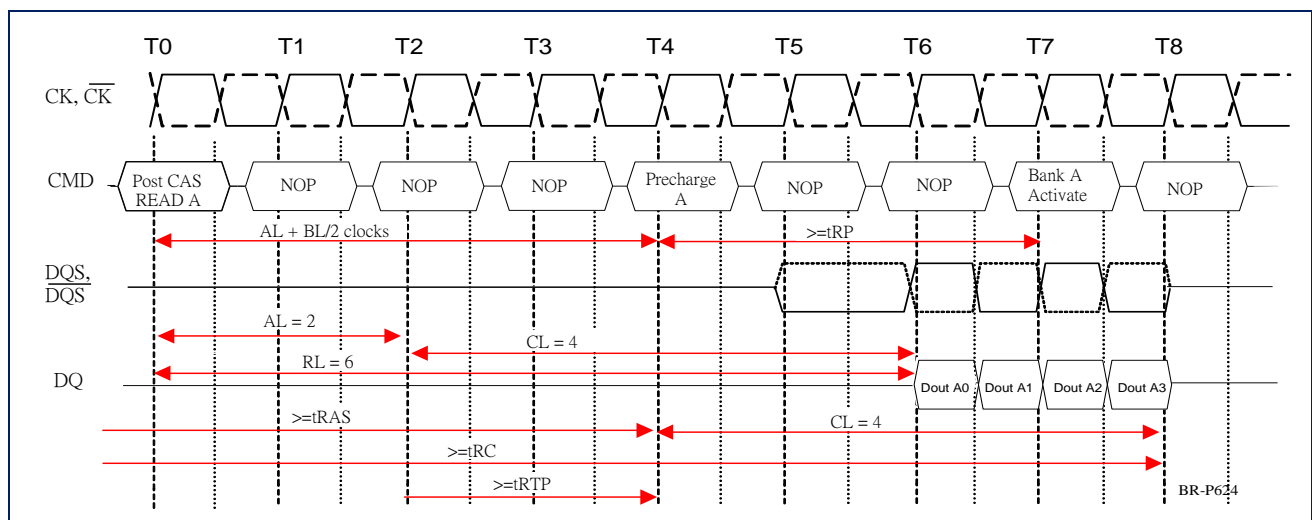 T0 T1 T2 T3 T4 T5 T6 T7 T8
CK, CK
CMD
Post CAS
READ A
NOP
NOP
NOP
Precharge
A
NOP
NOP
Bank A
Activate
NOP
AL + BL/2 clocks
>=tRP
DQS,
DQS
AL = 2
CL = 4
RL = 6
DQ
Dout A0 Dout A1 Dout A2 Dout A3
>=tRAS
CL = 4
>=tRC
>=tRTP
BR-P624